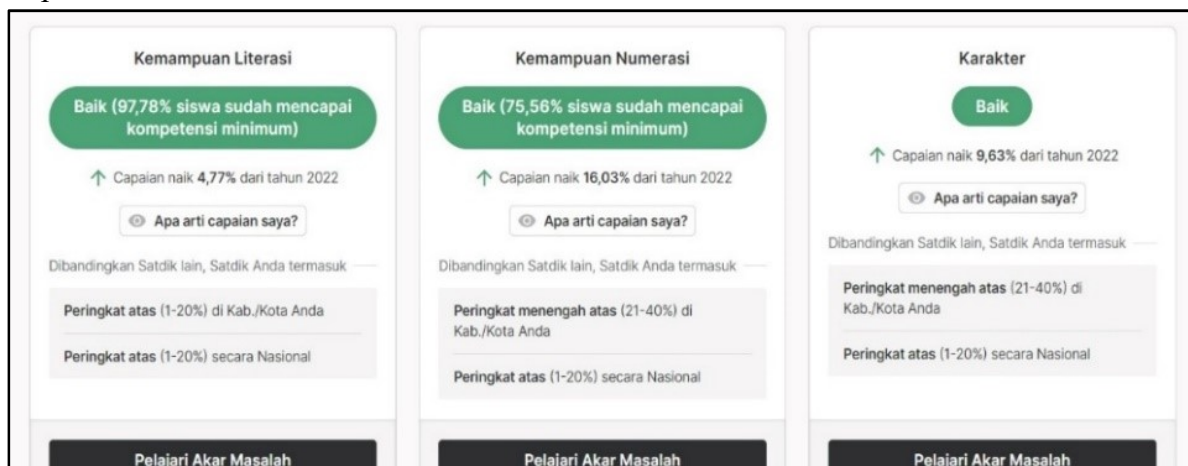 Kemampuan Literasi
Baik (97,78% siswa sudah mencapai
kompetensi minimum)
↑ Capaian naik 4,77% dari tahun 2022
Apa arti capaian saya?
Dibandingkan Satdik lain, Satdik Anda termasuk
Peringkat atas (1-20%) di Kab./Kota Anda
Peringkat atas (1-20%) secara Nasional
Pelajari Akar Masalah
Kemampuan Numerasi
Baik (75,56% siswa sudah mencapai
kompetensi minimum)
↑ Capaian naik 16,03% dari tahun 2022
Apa arti capaian saya?
Dibandingkan Satdik lain, Satdik Anda termasuk
Peringkat menengah atas (21-40%) di
Kab./Kota Anda
Peringkat atas (1-20%) secara Nasional
Pelajari Akar Masalah
Karakter
Baik
↑ Capaian naik 9,63% dari tahun 2022
Apa arti capaian saya?
Dibandingkan Satdik lain, Satdik Anda termasuk
Peringkat menengah atas (21-40%) di
Kab./Kota Anda
Peringkat atas (1-20%) secara Nasional
Pelajari Akar Masalah